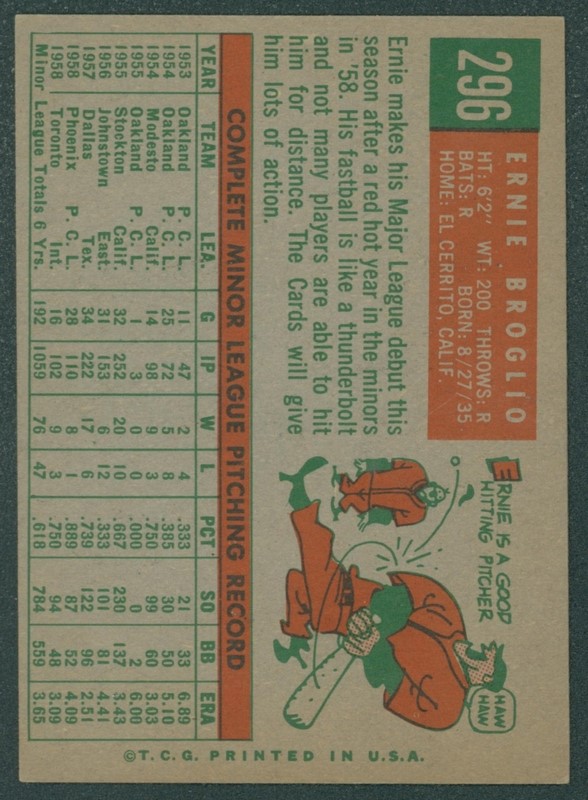 296
ERNIE BROGLIO
HT: 6'2" WT: 200 THROWS: R
BATS: R BORN: 8/27/35
HOME: EL CERRITO, CALIF.
Ernie makes his Major League debut this
season after a red hot year in the minors
in '58. His fastball is like a thunderbolt
and not many players are able to hit
him for distance. The Cards will give
him lots of action.
ERNIE IS A GOOD
HITTING PITCHER
HAW
HAW
COMPLETE MINOR LEAGUE PITCHING RECORD
YEAR TEAM LEA. G IP W L PCT SO BB ERA
1953 Oakland P. C. L. 11 47 2 4 .333 21 33 6.89
1954 Oakland P. C. L. 25 72 5 8 .385 30 50 5.10
1954 Modesto Calif. 14 98 9 3 .750 99 60 3.03
1955 Oakland P. C. L. 1 3 0 0 .000 0 2 6.00
1955 Stockton Calif. 32 252 20 10 .667 230 137 3.43
1956 Johnstown East. 31 153 6 12 .333 101 81 4.41
1957 Dallas Tex. 34 222 17 6 .739 122 96 2.51
1958 Phoenix P. C. L. 28 110 8 1 .889 87 52 4.09
1958 Toronto Int. 16 102 9 3 .750 94 48 3.09
Minor League Totals 6 Yrs. 192 1059 76 47 .618 784 559 3.65
©T.C.G. PRINTED IN U.S.A.